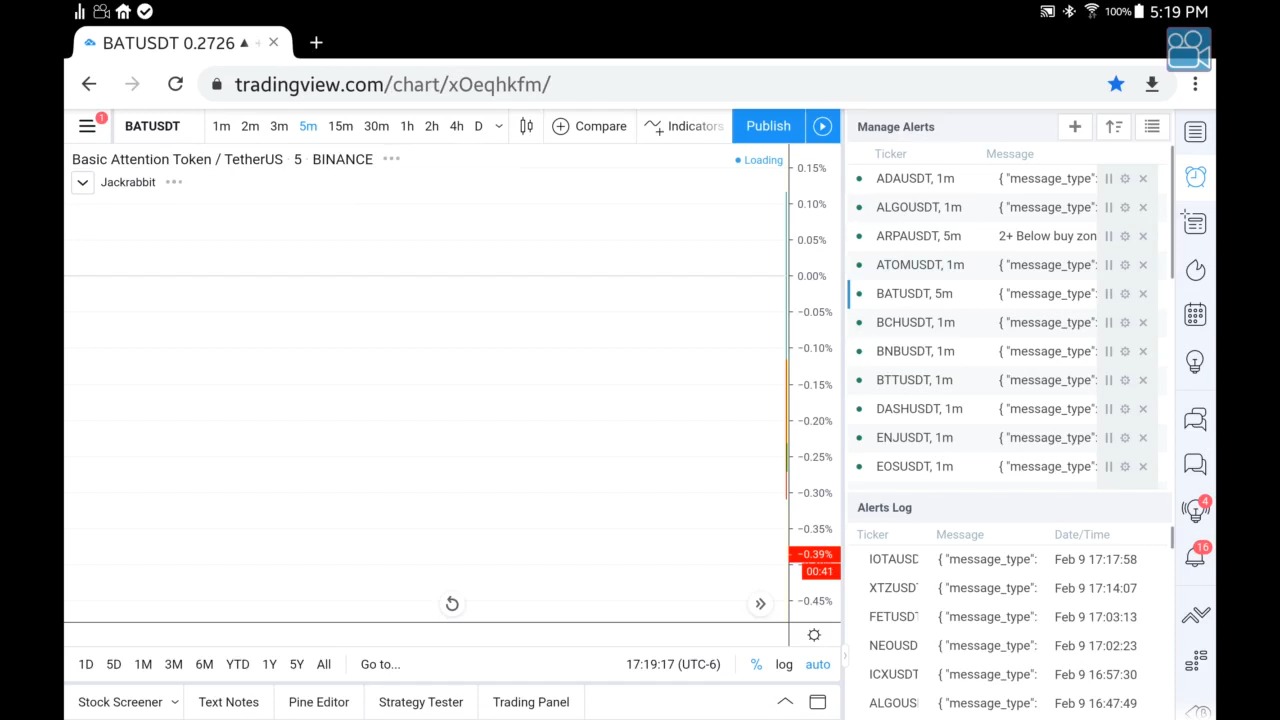 100% 5:19 PM
BATUSDT 0.2726 ▲
tradingview.com/chart/xOeqhkfm/
1
BATUSDT 1m 2m 3m 5m 15m 30m 1h 2h 4h D Compare Indicators Publish
Basic Attention Token / TetherUS · 5 · BINANCE
Loading
Jackrabbit
0.15%
0.10%
0.05%
0.00%
−0.05%
−0.10%
−0.15%
−0.20%
−0.25%
−0.30%
−0.35%
−0.39%
00:41
−0.45%
17:19:17 (UTC-6) % log auto
1D 5D 1M 3M 6M YTD 1Y 5Y All Go to...
Stock Screener Text Notes Pine Editor Strategy Tester Trading Panel
Manage Alerts
Ticker Message
ADAUSDT, 1m { "message_type":
ALGOUSDT, 1m { "message_type":
ARPAUSDT, 5m 2+ Below buy zon
ATOMUSDT, 1m { "message_type":
BATUSDT, 5m { "message_type":
BCHUSDT, 1m { "message_type":
BNBUSDT, 1m { "message_type":
BTTUSDT, 1m { "message_type":
DASHUSDT, 1m { "message_type":
ENJUSDT, 1m { "message_type":
EOSUSDT, 1m { "message_type":
Alerts Log
Ticker Message Date/Time
IOTAUSD { "message_type": Feb 9 17:17:58
XTZUSD { "message_type": Feb 9 17:14:07
FETUSD { "message_type": Feb 9 17:03:13
NEOUSD { "message_type": Feb 9 17:02:23
ICXUSDT { "message_type": Feb 9 16:57:30
ALGOUS { "message_type": Feb 9 16:47:49
4
16